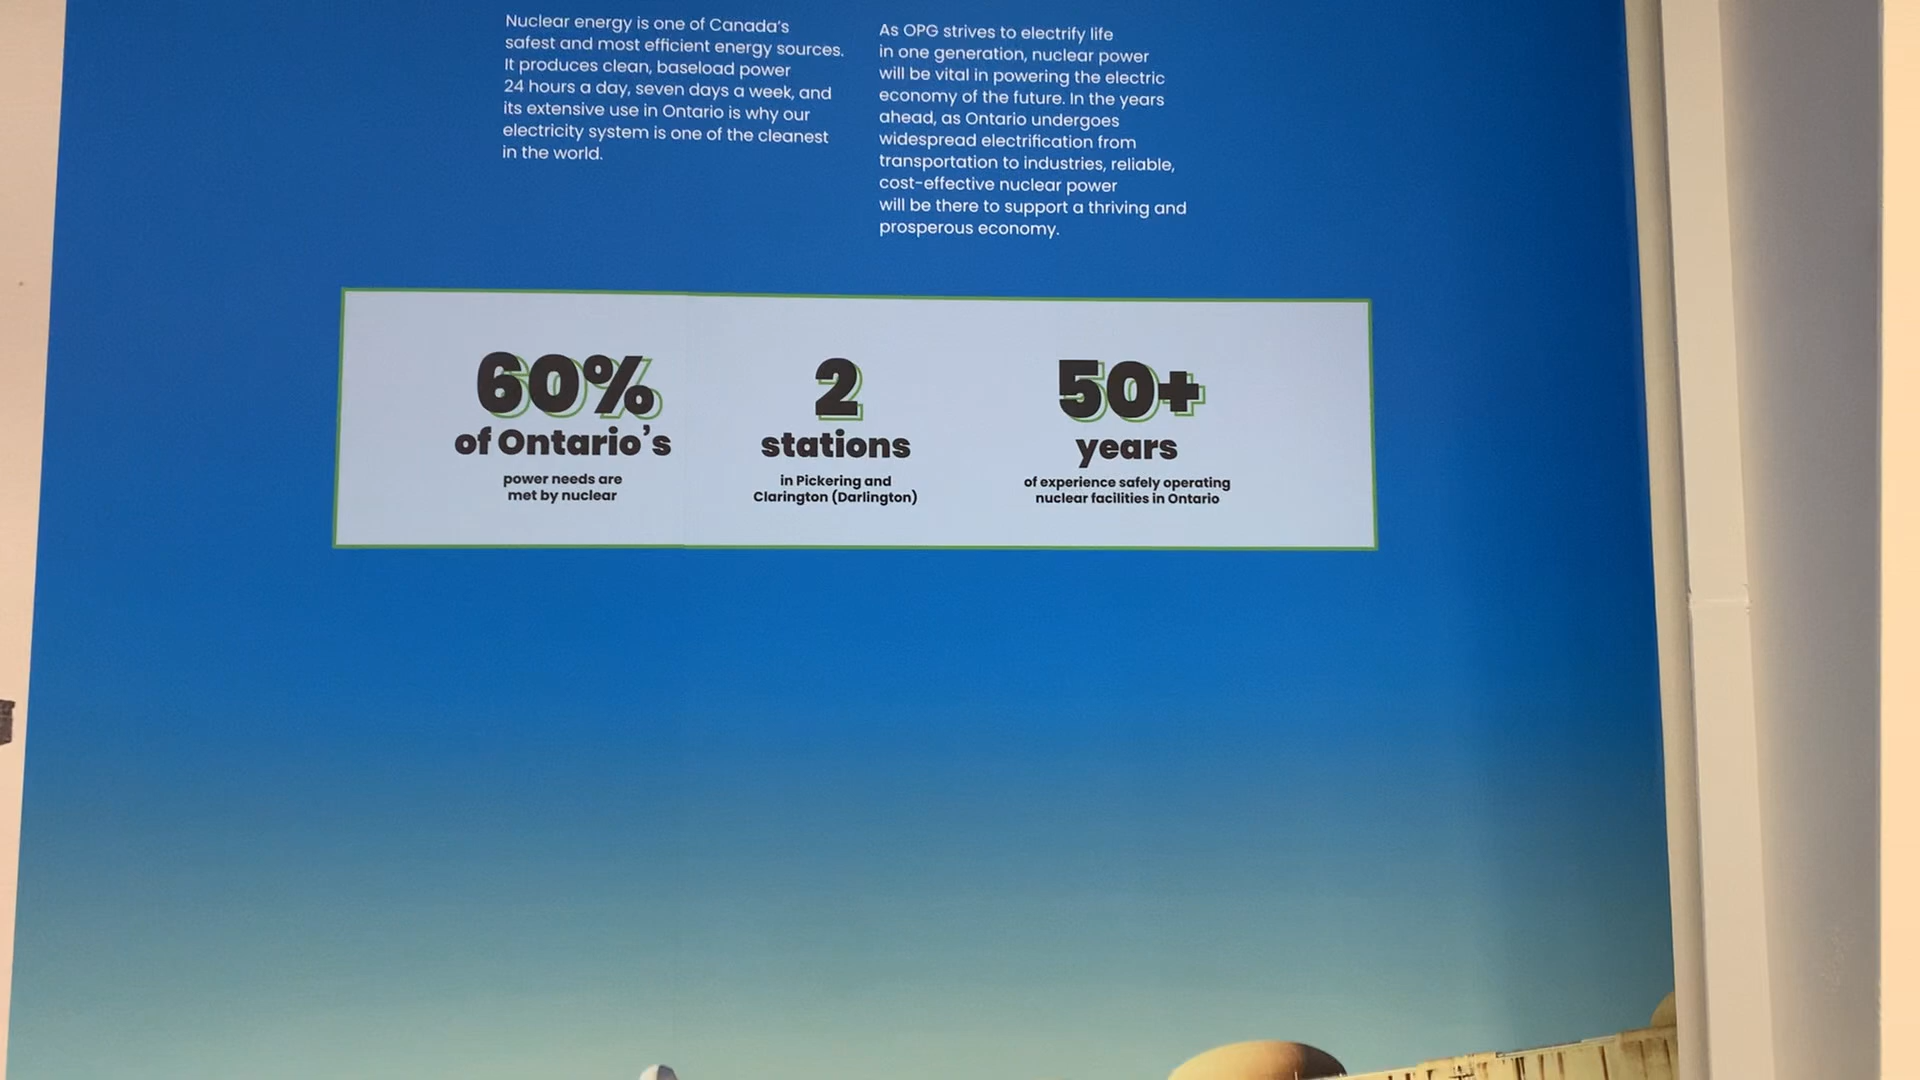 Nuclear energy is one of Canada's
safest and most efficient energy sources.
It produces clean, baseload power
24 hours a day, seven days a week, and
its extensive use in Ontario is why our
electricity system is one of the cleanest
in the world.
As OPG strives to electrify life
in one generation, nuclear power
will be vital in powering the electric
economy of the future. In the years
ahead, as Ontario undergoes
widespread electrification from
transportation to industries, reliable,
cost-effective nuclear power
will be there to support a thriving and
prosperous economy.
60%
of Ontario's
power needs are
met by nuclear
2
stations
in Pickering and
Clarington (Darlington)
50+
years
of experience safely operating
nuclear facilities in Ontario